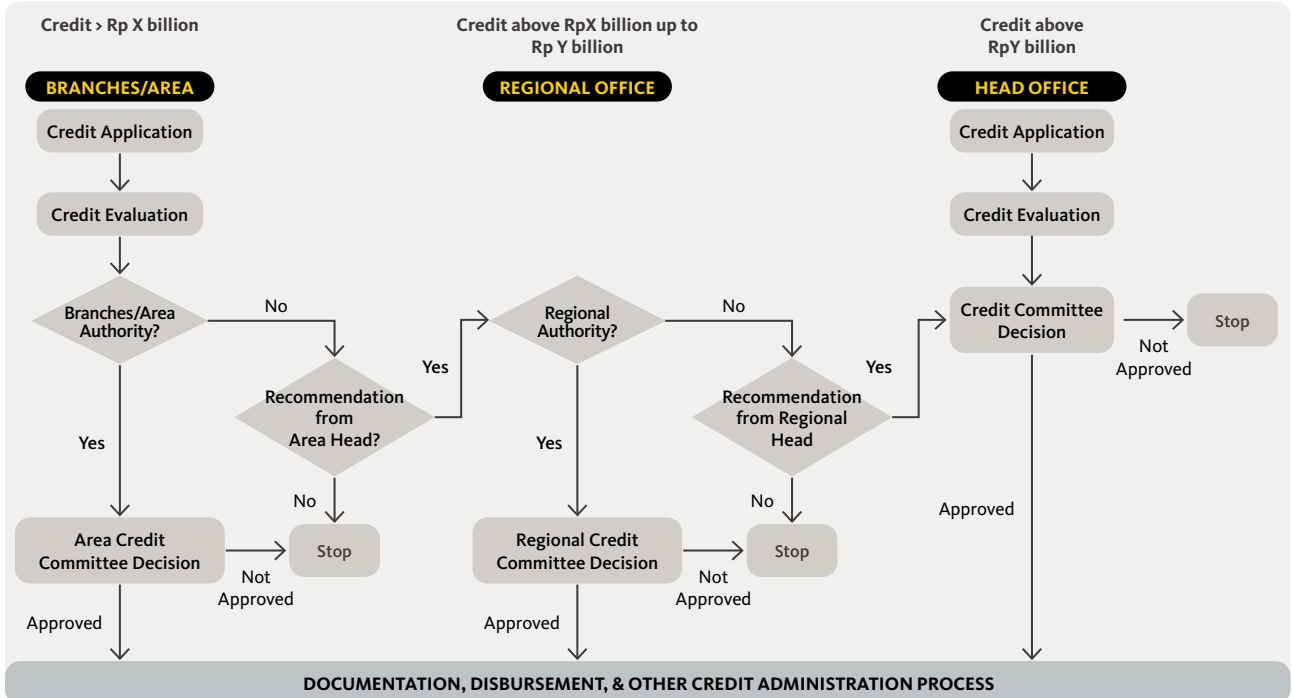 Credit > Rp X billion
BRANCHES/AREA
Credit Application
Credit Evaluation
Branches/Area
Authority?
No
Yes
Recommendation
from
Area Head?
Yes
No
Area Credit
Committee Decision
Not
Approved
Stop
Approved
Credit above RpX billion up to
Rp Y billion
REGIONAL OFFICE
Regional
Authority?
No
Yes
Recommendation
from Regional
Head
Yes
No
Regional Credit
Committee Decision
Not
Approved
Stop
Approved
Credit above
RpY billion
HEAD OFFICE
Credit Application
Credit Evaluation
Credit Committee
Decision
Not
Approved
Stop
Approved
DOCUMENTATION, DISBURSEMENT, & OTHER CREDIT ADMINISTRATION PROCESS